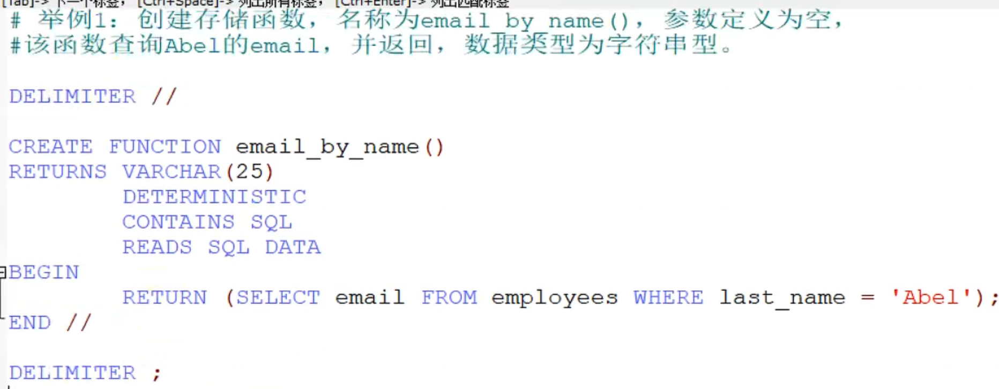 [Tab]-> 下一个标签， [Ctrl+Space]-> 列出所有标签， [Ctrl+Enter]-> 列出匹配标签
# 举例1：创建存储函数，名称为email_by_name()，参数定义为空，
#该函数查询Abel的email，并返回，数据类型为字符串型。
DELIMITER //
CREATE FUNCTION email_by_name()
RETURNS VARCHAR(25)
DETERMINISTIC
CONTAINS SQL
READS SQL DATA
BEGIN
RETURN (SELECT email FROM employees WHERE last_name = 'Abel');
END //
DELIMITER ;